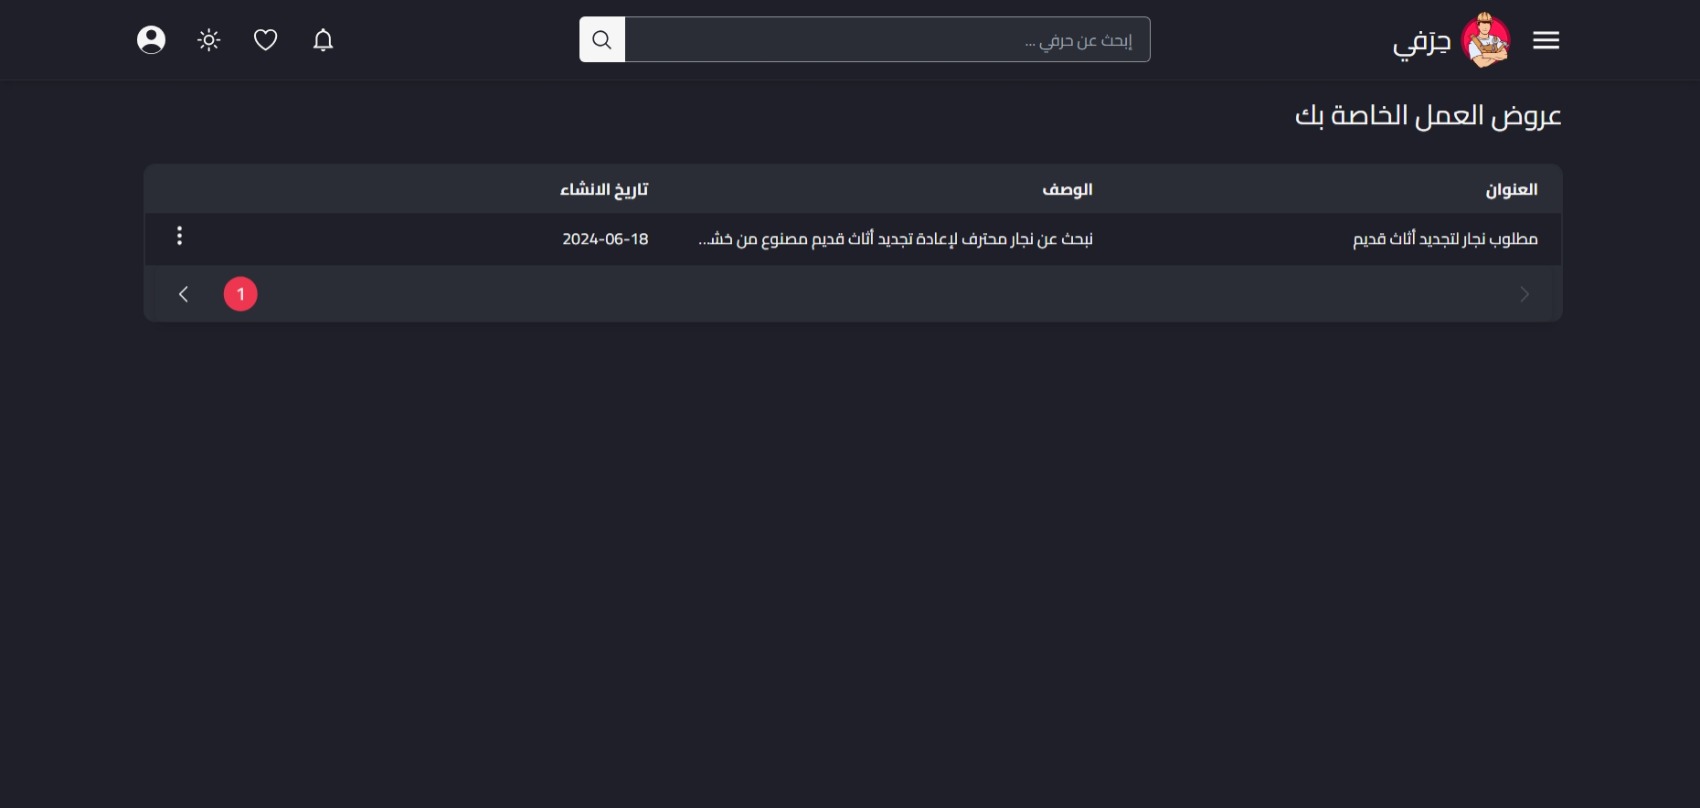 حِرَفي
إبحث عن حرفي ...
عروض العمل الخاصة بك
العنوان الوصف تاريخ الانشاء
مطلوب نجار لتجديد أثاث قديم نبحث عن نجار محترف لإعادة تجديد أثاث قديم مصنوع من خش... 2024-06-18
1